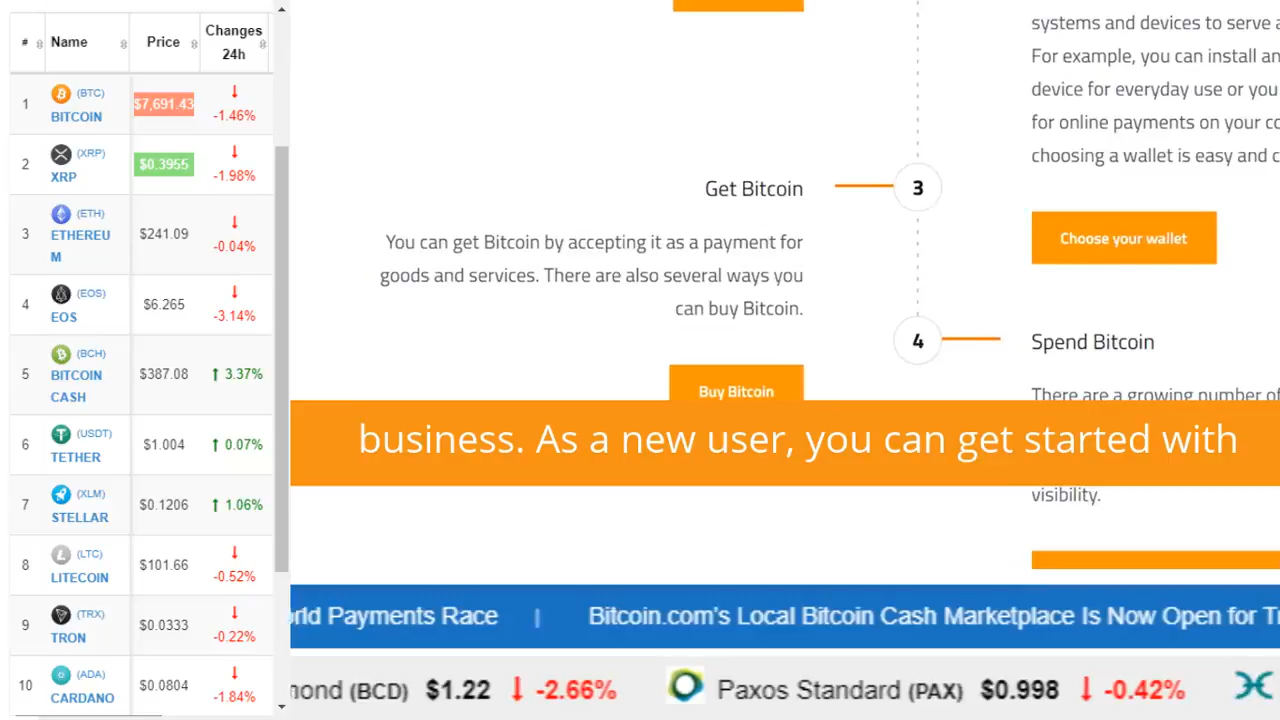 # Name Price Changes 24h
1 (BTC) BITCOIN $7,691.43 ↓ -1.46%
2 (XRP) XRP $0.3955 ↓ -1.98%
3 (ETH) ETHEREU M $241.09 ↓ -0.04%
4 (EOS) EOS $6.265 ↓ -3.14%
5 (BCH) BITCOIN CASH $387.08 ↑ 3.37%
6 (USDT) TETHER $1.004 ↑ 0.07%
7 (XLM) STELLAR $0.1206 ↑ 1.06%
8 (LTC) LITECOIN $101.66 ↓ -0.52%
9 (TRX) TRON $0.0333 ↓ -0.22%
10 (ADA) CARDANO $0.0804 ↓ -1.84%
systems and devices to serve a
For example, you can install an
device for everyday use or you
for online payments on your co
choosing a wallet is easy and c
Choose your wallet
3
Get Bitcoin
You can get Bitcoin by accepting it as a payment for
goods and services. There are also several ways you
can buy Bitcoin.
Buy Bitcoin
4
Spend Bitcoin
There are a growing number of
business. As a new user, you can get started with
visibility.
orld Payments Race | Bitcoin.com's Local Bitcoin Cash Marketplace Is Now Open for Tr
mond (BCD) $1.22 ↓ -2.66% Paxos Standard (PAX) $0.998 ↓ -0.42%